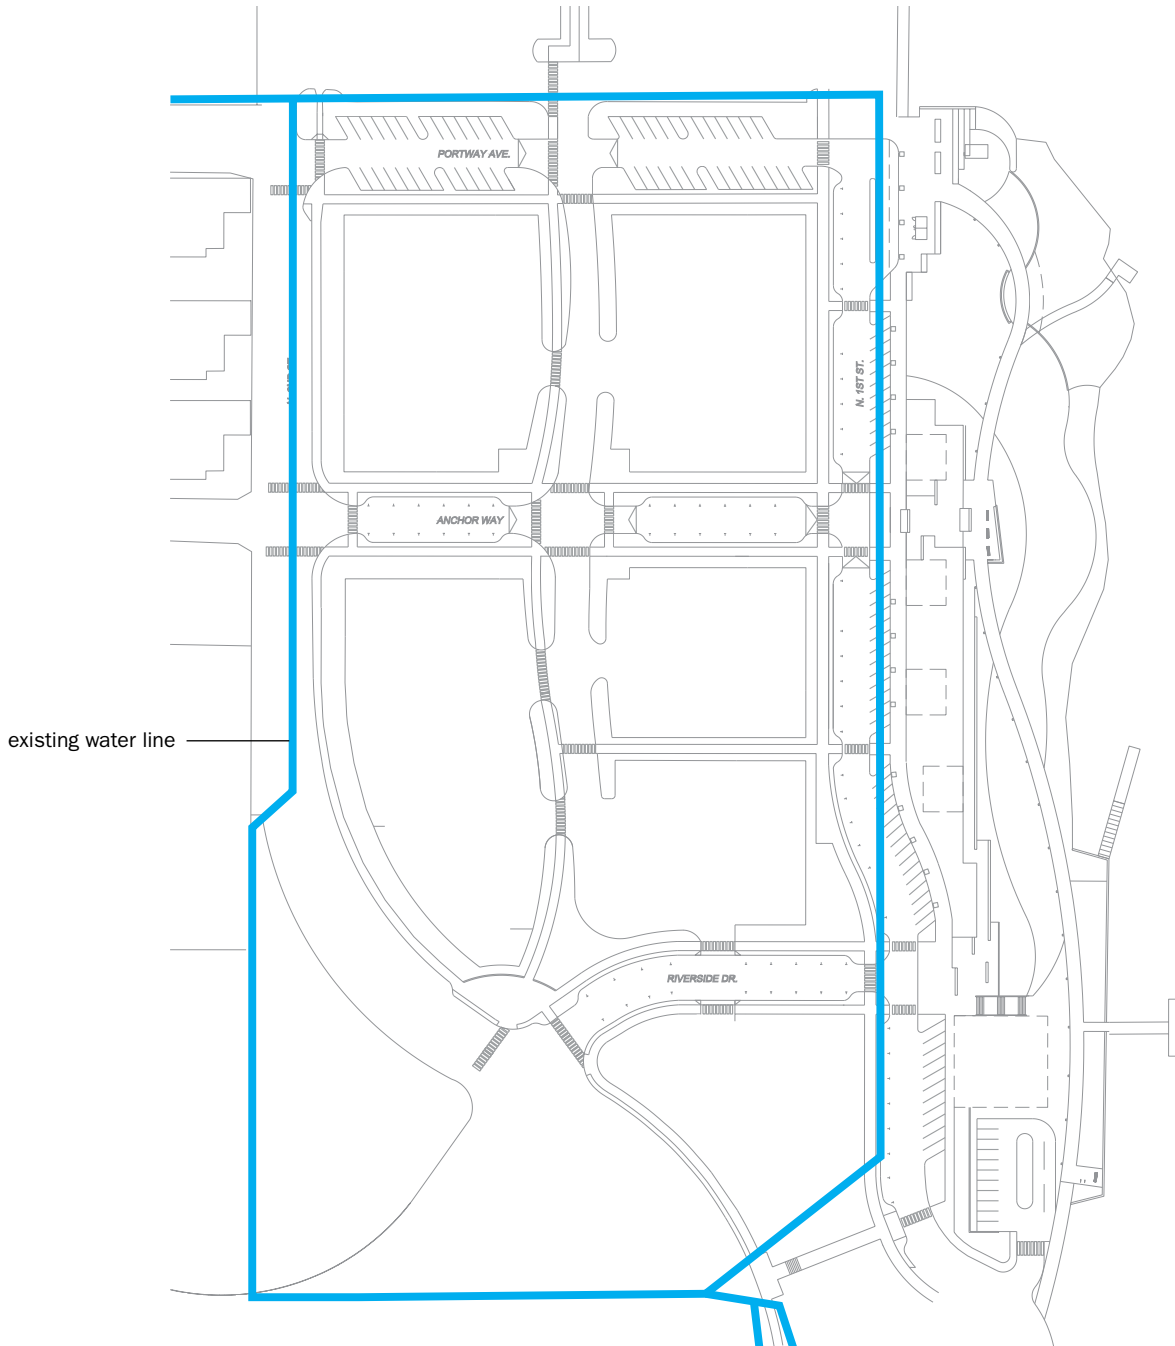 PORTWAY AVE.
N. 1ST ST.
ANCHOR WAY
existing water line
RIVERSIDE DR.